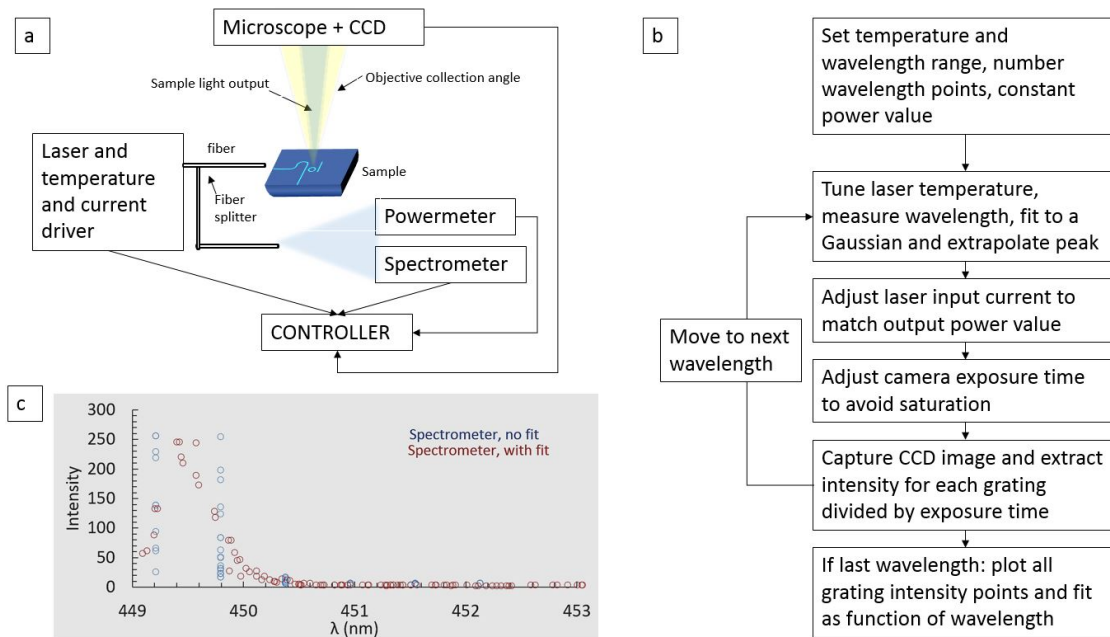 a
Microscope + CCD
Sample light output
Objective collection angle
Laser and
temperature
and current
driver
fiber
Fiber
splitter
Sample
Powermeter
Spectrometer
CONTROLLER
b
Set temperature and
wavelength range, number
wavelength points, constant
power value
Tune laser temperature,
measure wavelength, fit to a
Gaussian and extrapolate peak
Adjust laser input current to
match output power value
Move to next
wavelength
Adjust camera exposure time
to avoid saturation
Capture CCD image and extract
intensity for each grating
divided by exposure time
If last wavelength: plot all
grating intensity points and fit
as function of wavelength
c
Spectrometer, no fit
Spectrometer, with fit
Intensity
300
250
200
150
100
50
0
449 450 451 452 453
λ (nm)